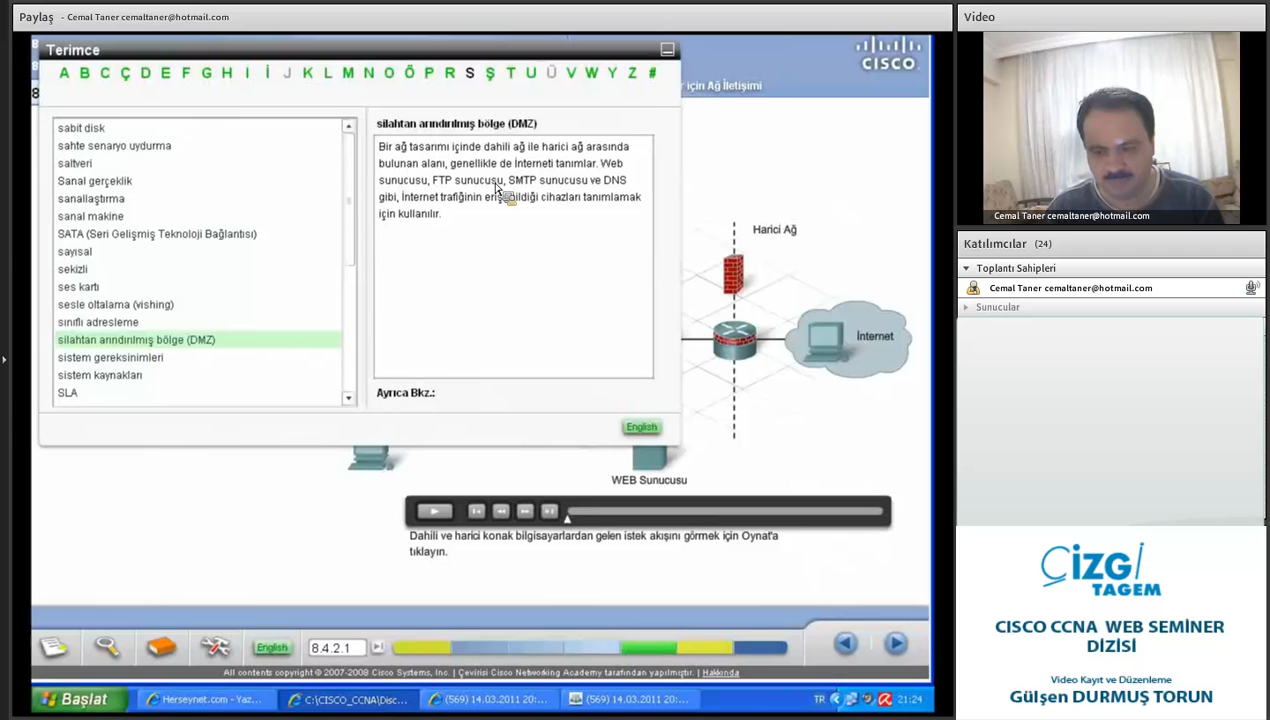 Paylaş - Cemal Taner cemaltaner@hotmail.com
Terimce
A B C Ç D E F G H I İ J K L M N O Ö P R S Ş T U Ü V W Y Z #
CISCO
için Ağ İletişimi
sabit disk
sahte senaryo uydurma
saltveri
Sanal gerçeklik
sanallaştırma
sanal makine
SATA (Seri Gelişmiş Teknoloji Bağlantısı)
sayısal
sekizli
ses kartı
sesle oltalama (vishing)
sınıflı adresleme
silahtan arındırılmış bölge (DMZ)
sistem gereksinimleri
sistem kaynakları
SLA
silahtan arındırılmış bölge (DMZ)
Bir ağ tasarımı içinde dahili ağ ile harici ağ arasında
bulunan alanı, genellikle de İnterneti tanımlar. Web
sunucusu, FTP sunucusu, SMTP sunucusu ve DNS
gibi, İnternet trafiğinin erişebildiği cihazları tanımlamak
için kullanılır.
Ayrıca Bkz.:
English
Harici Ağ
İnternet
WEB Sunucusu
Dahili ve harici konak bilgisayarlardan gelen istek akışını görmek için Oynat'a
tıklayın.
English
8.4.2.1
All contents copyright © 2007-2008 Cisco Systems, Inc. | Çevirisi Cisco Networking Academy tarafından yapılmıştır. | Hakkında
Başlat
Herseynet.com - Yaz...
C:\CISCO_CCNA\Disc...
(569) 14.03.2011 20:...
(569) 14.03.2011 20:...
TR
21:24
Video
Cemal Taner cemaltaner@hotmail.com
Katılımcılar (24)
Toplantı Sahipleri
Cemal Taner cemaltaner@hotmail.com
Sunucular
ÇİZGİ
TAGEM
CISCO CCNA WEB SEMİNER
DİZİSİ
Video Kayıt ve Düzenleme
Gülşen DURMUŞ TORUN